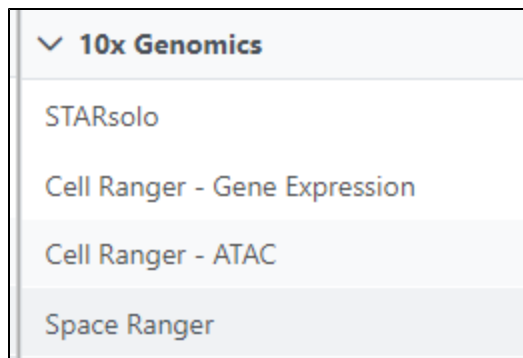 10x Genomics
STARsolo
Cell Ranger - Gene Expression
Cell Ranger - ATAC
Space Ranger